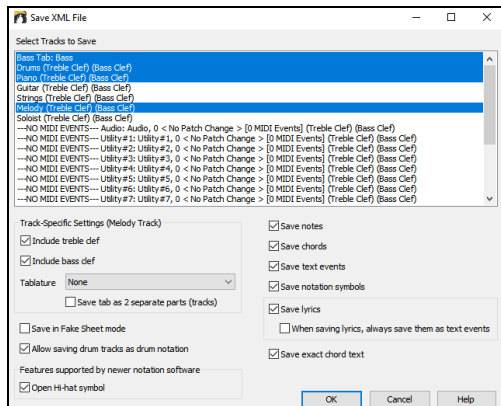 Save XML File
Select Tracks to Save
Bass Tab: Bass
Drums (Treble Clef) (Bass Clef)
Piano (Treble Clef) (Bass Clef)
Guitar (Treble Clef) (Bass Clef)
Strings (Treble Clef) (Bass Clef)
Melody (Treble Clef) (Bass Clef)
Soloist (Treble Clef) (Bass Clef)
---NO MIDI EVENTS--- Audio: Audio, 0 < No Patch Change > [0 MIDI Events] (Treble Clef) (Bass Clef)
---NO MIDI EVENTS--- Utility#1: Utility#1, 0 < No Patch Change > [0 MIDI Events] (Treble Clef) (Bass Clef)
---NO MIDI EVENTS--- Utility#2: Utility#2, 0 < No Patch Change > [0 MIDI Events] (Treble Clef) (Bass Clef)
---NO MIDI EVENTS--- Utility#3: Utility#3, 0 < No Patch Change > [0 MIDI Events] (Treble Clef) (Bass Clef)
---NO MIDI EVENTS--- Utility#4: Utility#4, 0 < No Patch Change > [0 MIDI Events] (Treble Clef) (Bass Clef)
---NO MIDI EVENTS--- Utility#5: Utility#5, 0 < No Patch Change > [0 MIDI Events] (Treble Clef) (Bass Clef)
---NO MIDI EVENTS--- Utility#6: Utility#6, 0 < No Patch Change > [0 MIDI Events] (Treble Clef) (Bass Clef)
---NO MIDI EVENTS--- Utility#7: Utility#7, 0 < No Patch Change > [0 MIDI Events] (Treble Clef) (Bass Clef)
Track-Specific Settings (Melody Track)
Include treble clef
Include bass clef
Tablature None
Save tab as 2 separate parts (tracks)
Save in Fake Sheet mode
Allow saving drum tracks as drum notation
Features supported by newer notation software
Open Hi-hat symbol
Save notes
Save chords
Save text events
Save notation symbols
Save lyrics
When saving lyrics, always save them as text events
Save exact chord text
OK Cancel Help